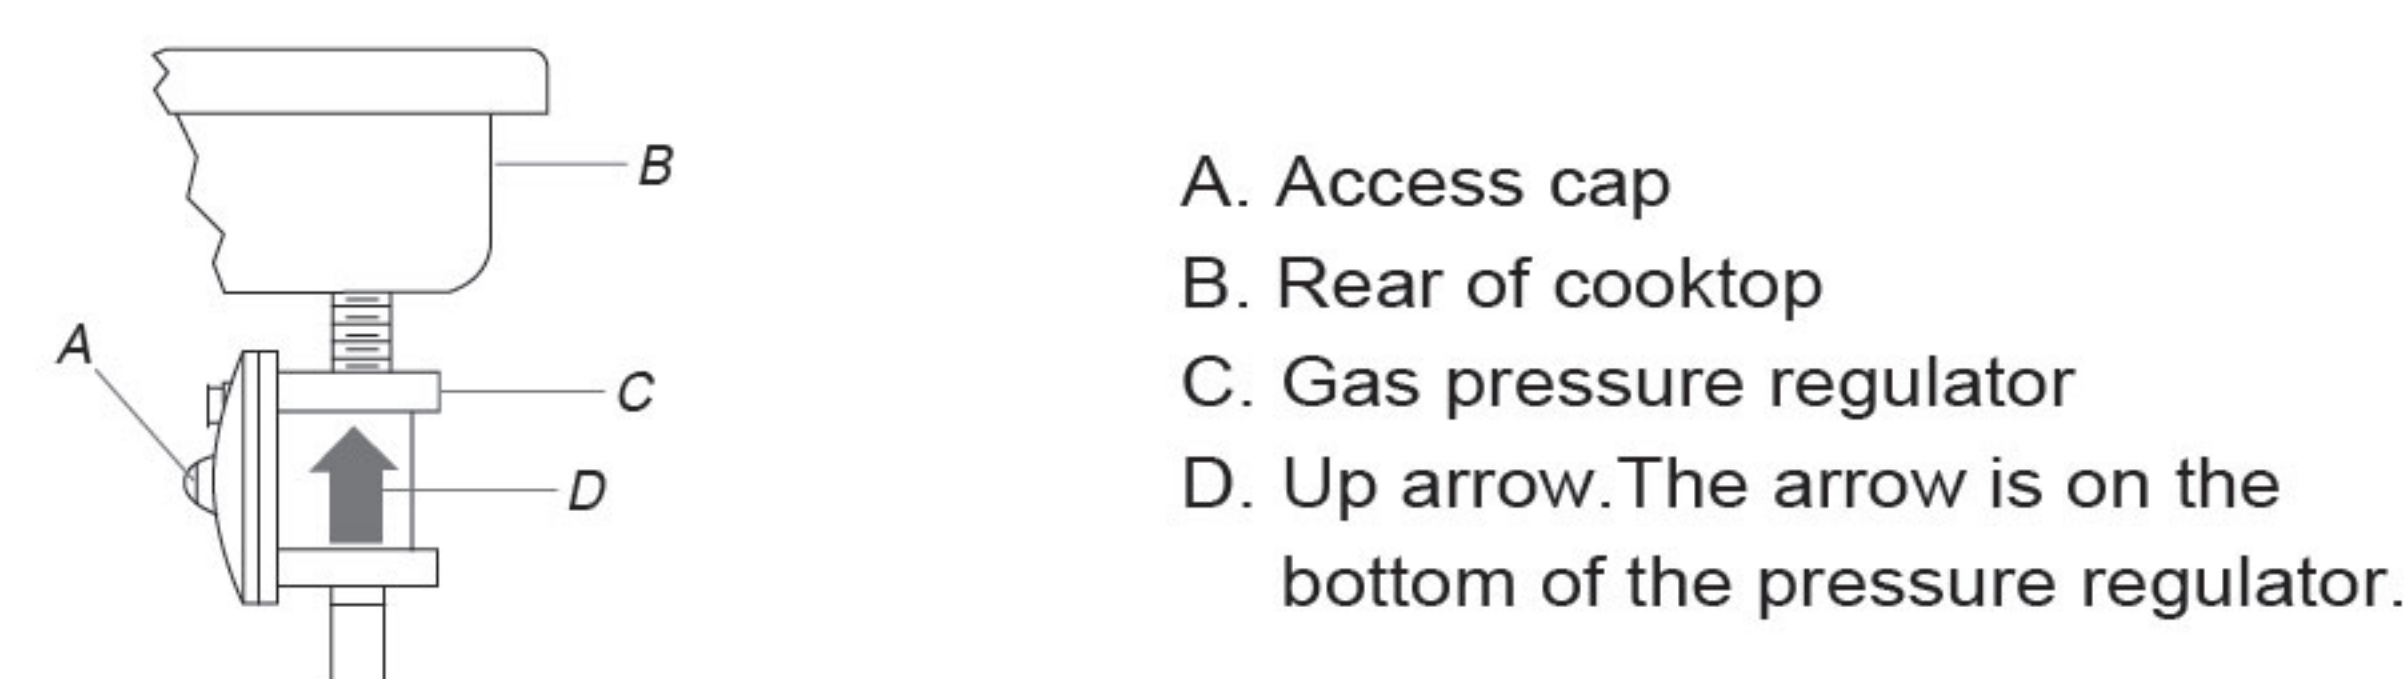 B
A
C
D
A. Access cap
B. Rear of cooktop
C. Gas pressure regulator
D. Up arrow.The arrow is on the
bottom of the pressure regulator.